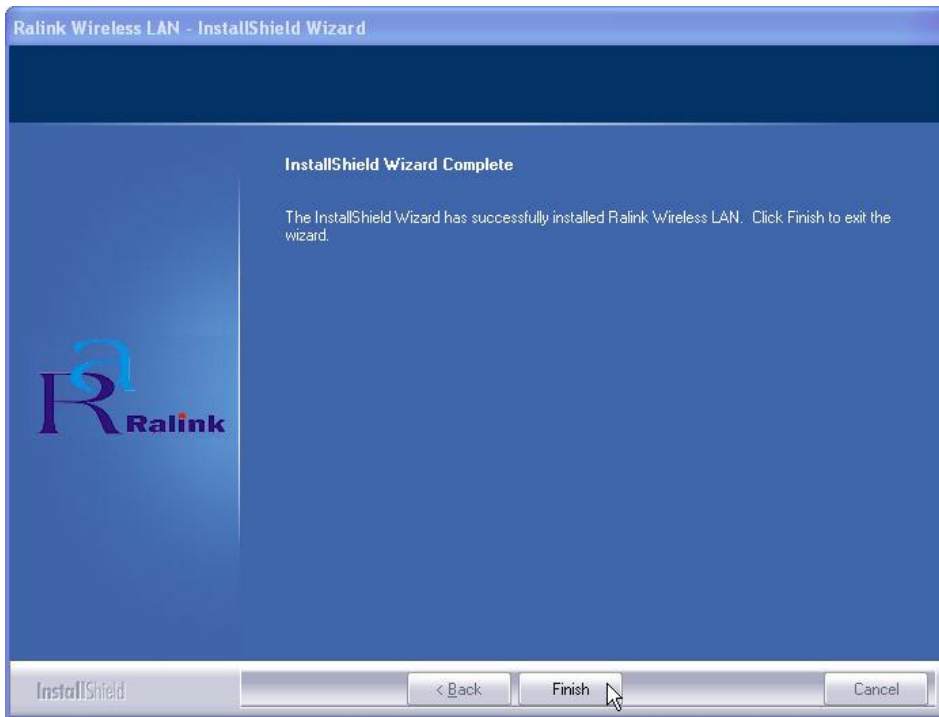 Ralink Wireless LAN - InstallShield Wizard
InstallShield Wizard Complete
The InstallShield Wizard has successfully installed Ralink Wireless LAN. Click Finish to exit the
wizard.
Ra
Ralink
InstallShield
< Back
Finish
Cancel